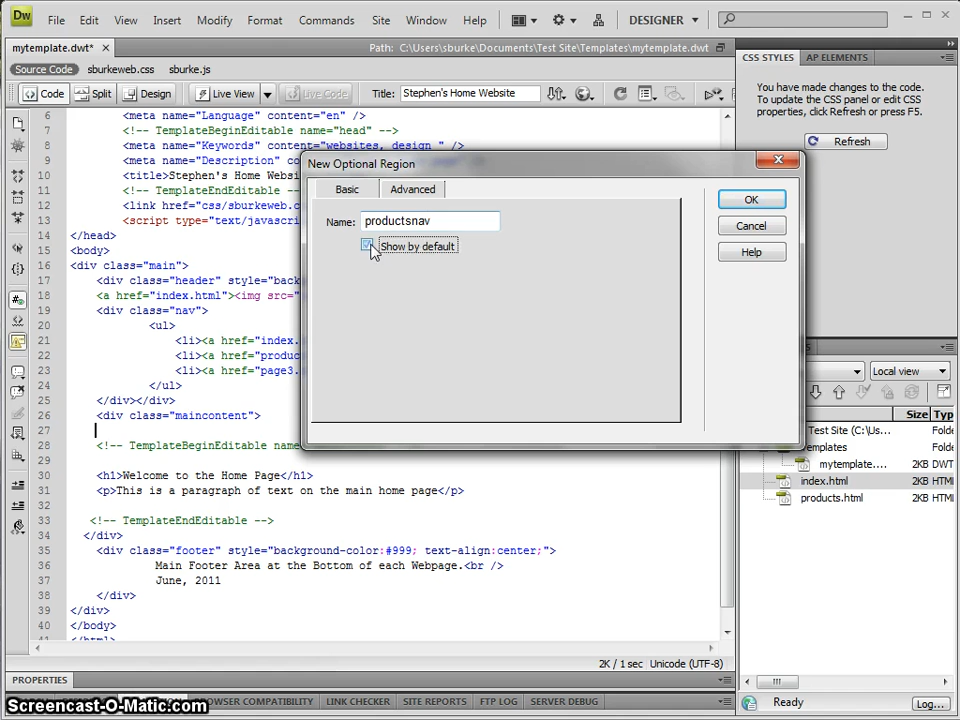 Dw File Edit View Insert Modify Format Commands Site Window Help DESIGNER
mytemplate.dwt* Path: C:\Users\sburke\Documents\Test Site\Templates\mytemplate.dwt
CSS STYLES AP ELEMENTS
Source Code sburkeweb.css sburke.js
Code Split Design Live View Live Code Title: Stephen's Home Website
You have made changes to the code.
To update the CSS panel or edit CSS
properties, click Refresh or press F5.
Refresh
6 <meta name="Language" content="en" />
7 <!-- TemplateBeginEditable name="head" -->
8 <meta name="Keywords" content="websites, design " />
9 <meta name="Description"
10 <title>Stephen's Home Websi
11 <!-- TemplateEndEditable --
12 <link href="css/sburkeweb.c
13 <script type="text/javascri
14 </head>
15 <body>
16 <div class="main">
17 <div class="header" style="back
18 <a href="index.html"><img src="
19 <div class="nav">
20 <ul>
21 <li><a href="index.
22 <li><a href="produc
23 <li><a href="page3.
24 </ul>
25 </div></div>
26 <div class="maincontent">
27
28 <!-- TemplateBeginEditable na
29
30 <h1>Welcome to the Home Page</h1>
31 <p>This is a paragraph of text on the main home page</p>
32
33 <!-- TemplateEndEditable -->
34 </div>
35 <div class="footer" style="background-color:#999; text-align:center;">
36 Main Footer Area at the Bottom of each Webpage.<br />
37 June, 2011
38 </div>
39 </div>
40 </body>
41 </html>
New Optional Region
Basic Advanced
Name: productsnav
Show by default
OK
Cancel
Help
Local view
Size Typ
Test Site (C:\Us... Folde
Templates Folde
mytemplate.... 2KB DWT
index.html 2KB HTM
products.html 2KB HTM
2K / 1 sec Unicode (UTF-8)
PROPERTIES
BROWSER COMPATIBILITY LINK CHECKER SITE REPORTS FTP LOG SERVER DEBUG
Ready Log...
Screencast-O-Matic.com